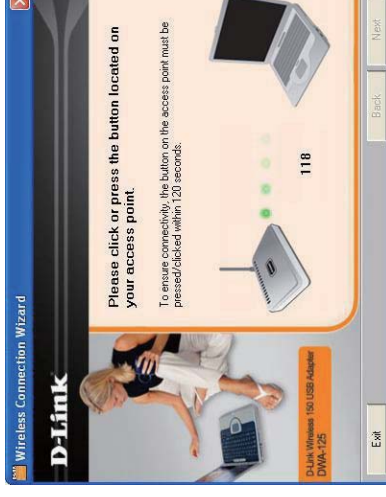 Wireless Connection Wizard
D-Link
Please click or press the button located on
your access point.
To ensure connectivity, the button on the access point must be
pressed/clicked within 120 seconds.
118
D-Link Wireless 150 USB Adapter
DWA-125
Exit
Back
Next